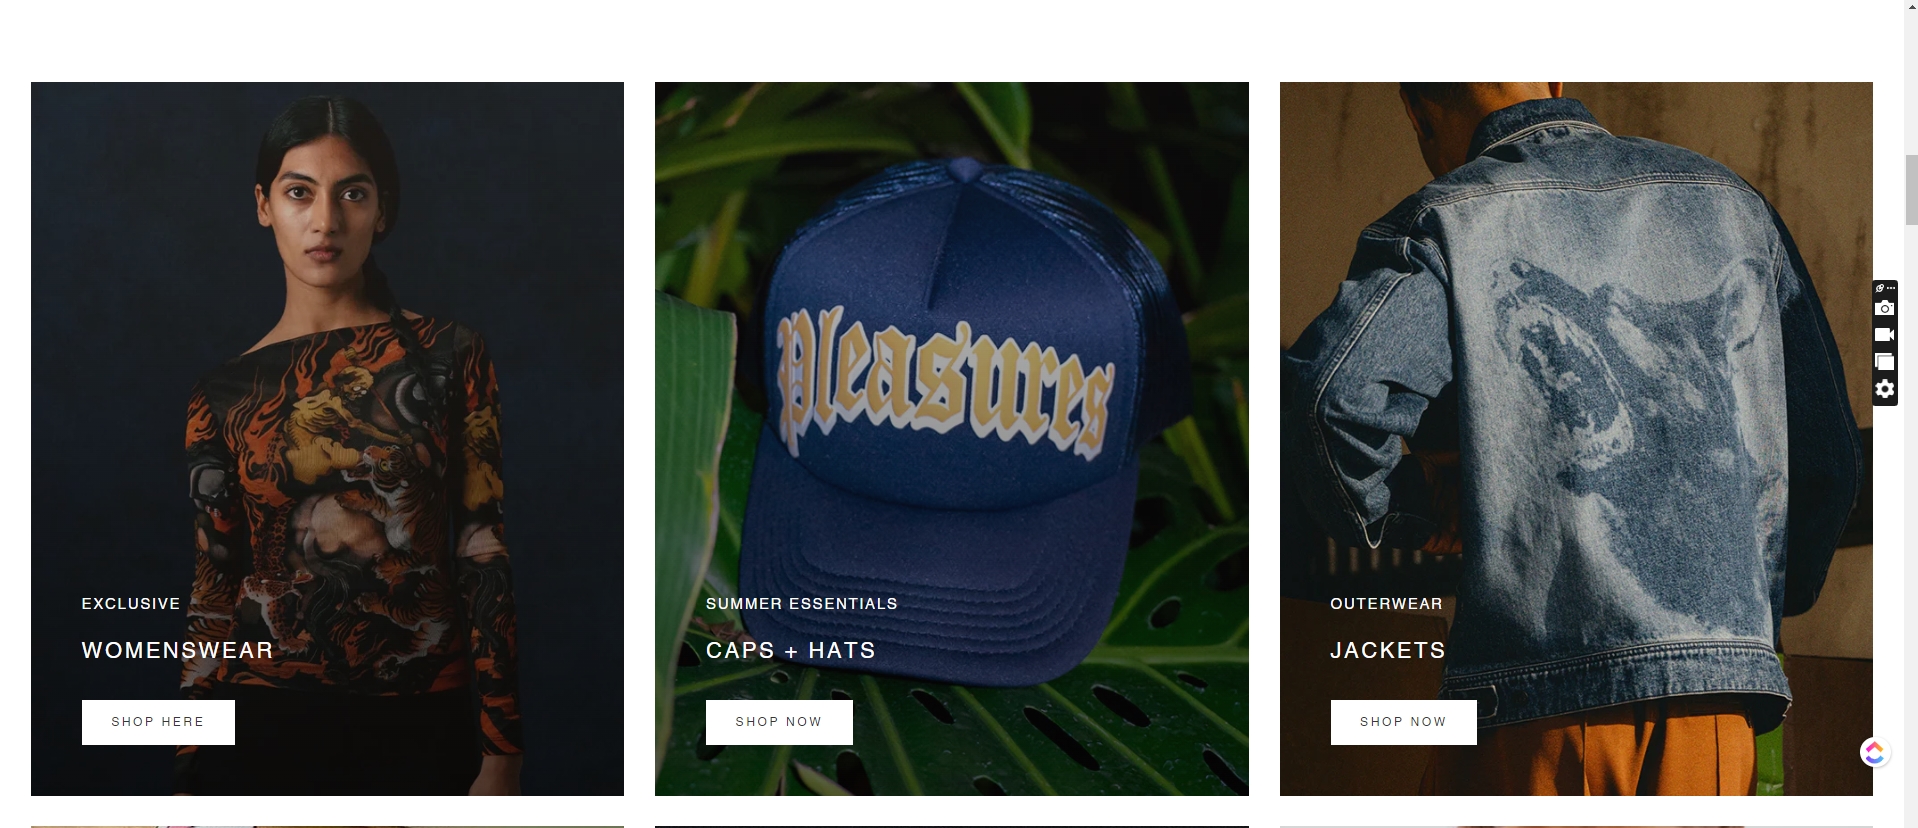 EXCLUSIVE
WOMENSWEAR
SHOP HERE
Pleasures
SUMMER ESSENTIALS
CAPS + HATS
SHOP NOW
OUTERWEAR
JACKETS
SHOP NOW